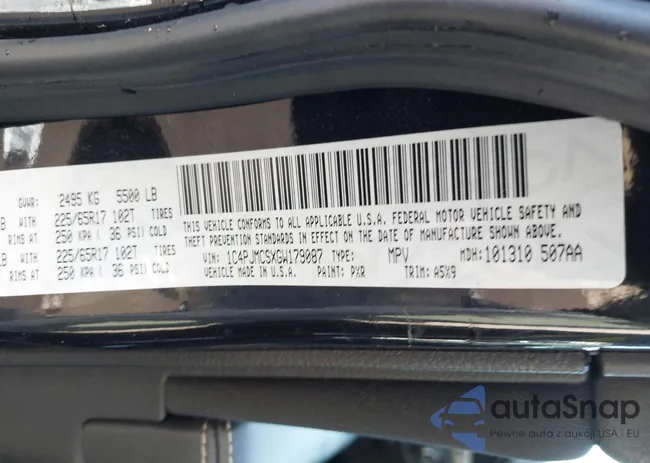 GVWR: 2495 KG 5500 LB
B WITH 225/65R17 102T TIRES
RIMS AT 250 KPA ( 36 PSI) COLD
LB WITH 225/65R17 102T TIRES
RIMS AT 250 KPA ( 36 PSI) COLD
THIS VEHICLE CONFORMS TO ALL APPLICABLE U.S.A. FEDERAL MOTOR VEHICLE SAFETY AND
THEFT PREVENTION STANDARDS IN EFFECT ON THE DATE OF MANUFACTURE SHOWN ABOVE.
VIN: 1C4PJMCSXGW179087 TYPE: MPV MDH: 101310 507AA
VEHICLE MADE IN U.S.A. PAINT: PXR TRIM: A5X9
autaSnap
Pewne auta z aukcji USA i EU